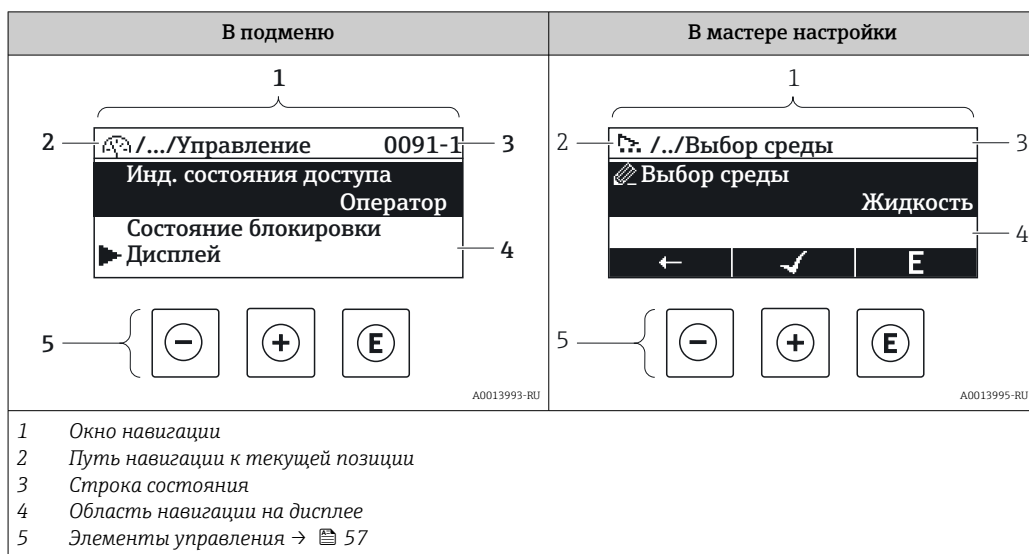 В подменю
В мастере настройки
1
2
/.../Управление 0091-1
3
Инд. состояния доступа
Оператор
Состояние блокировки
Дисплей
4
5
E
A0013993-RU
1
2
/../Выбор среды
3
Выбор среды
Жидкость
4
← ✓ E
5
E
A0013995-RU
1 Окно навигации
2 Путь навигации к текущей позиции
3 Строка состояния
4 Область навигации на дисплее
5 Элементы управления → 57